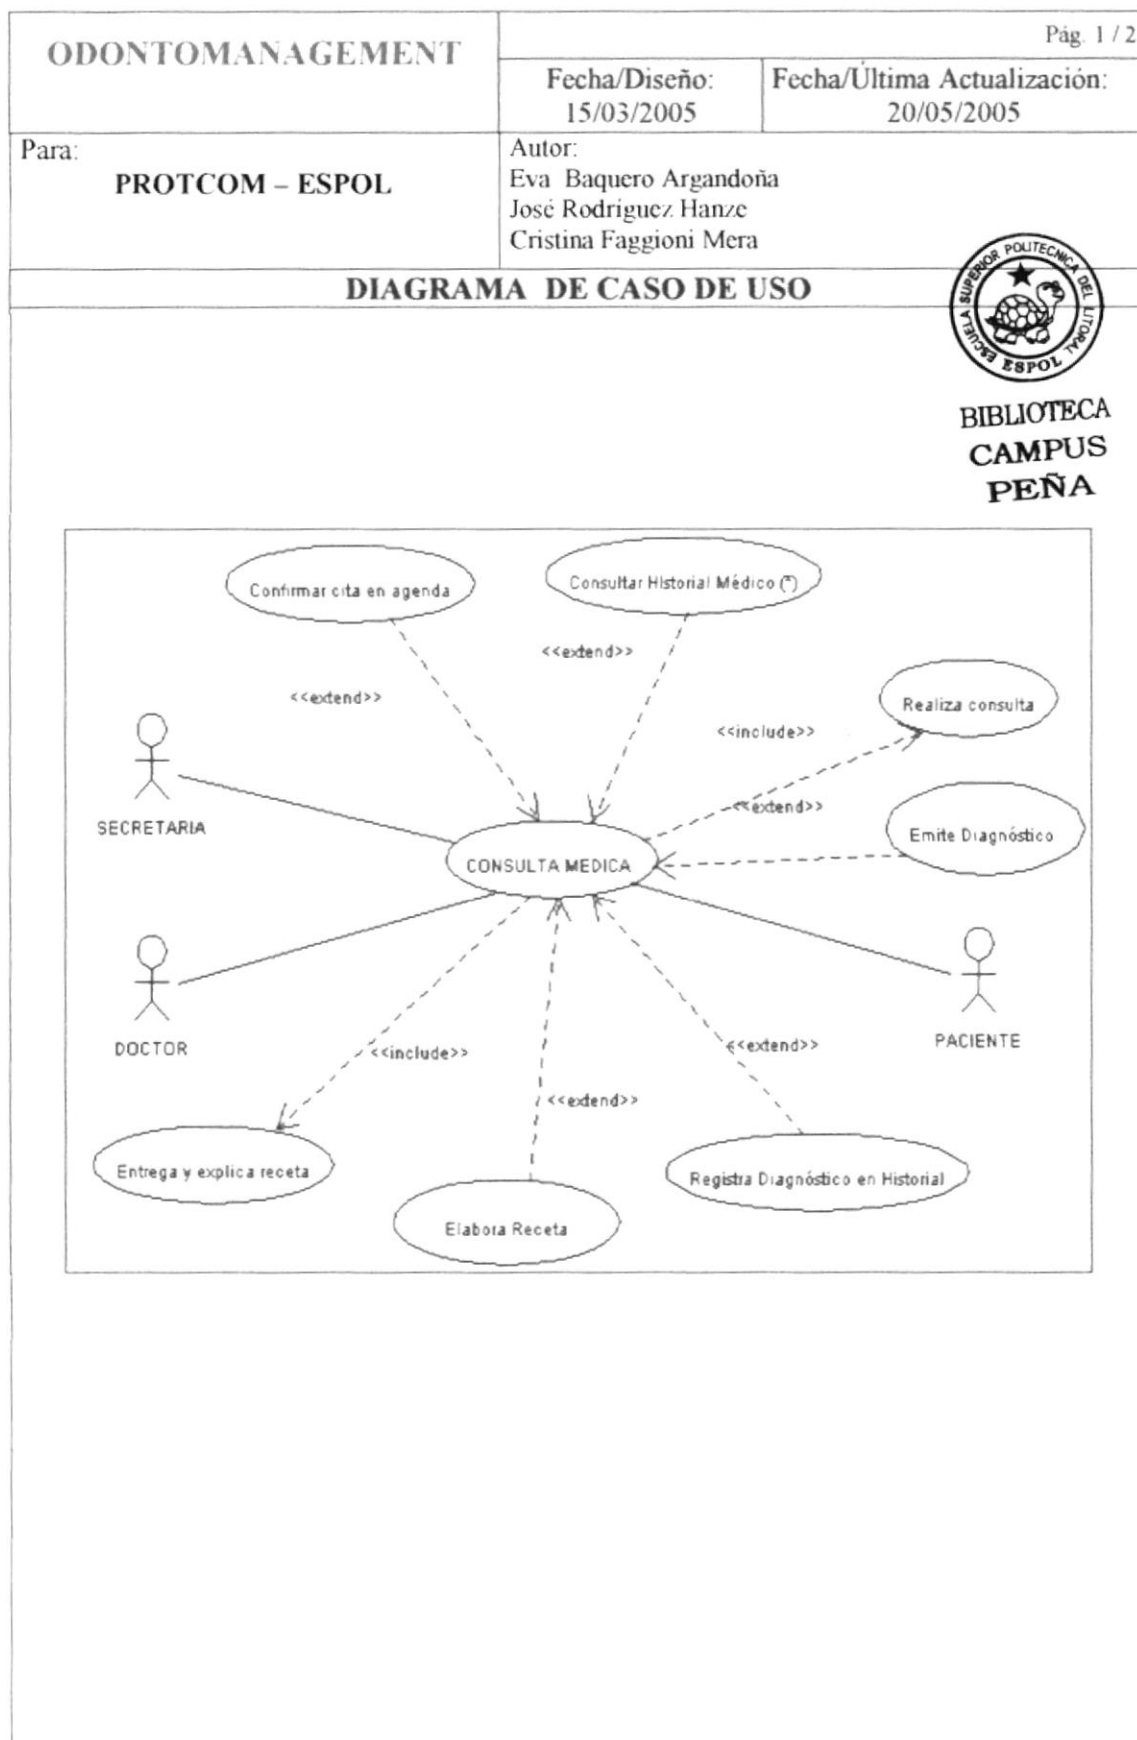 ODONTOMANAGEMENT
Pág. 1 / 2
Fecha/Diseño:
15/03/2005
Fecha/Última Actualización:
20/05/2005
Para:
PROTCOM – ESPOL
Autor:
Eva Baquero Argandoña
José Rodríguez Hanze
Cristina Faggioni Mera
DIAGRAMA DE CASO DE USO
ESCUELA SUPERIOR POLITECNICA DEL LITORAL
ESPOL
BIBLIOTECA
CAMPUS
PEÑA
Confirmar cita en agenda
Consultar Historial Médico (*)
<<extend>>
<<extend>>
Realiza consulta
<<include>>
<<extend>>
SECRETARIA
Emite Diagnóstico
CONSULTA MEDICA
DOCTOR
<<include>>
<<extend>>
PACIENTE
<<extend>>
Entrega y explica receta
Registra Diagnóstico en Historial
Elabora Receta